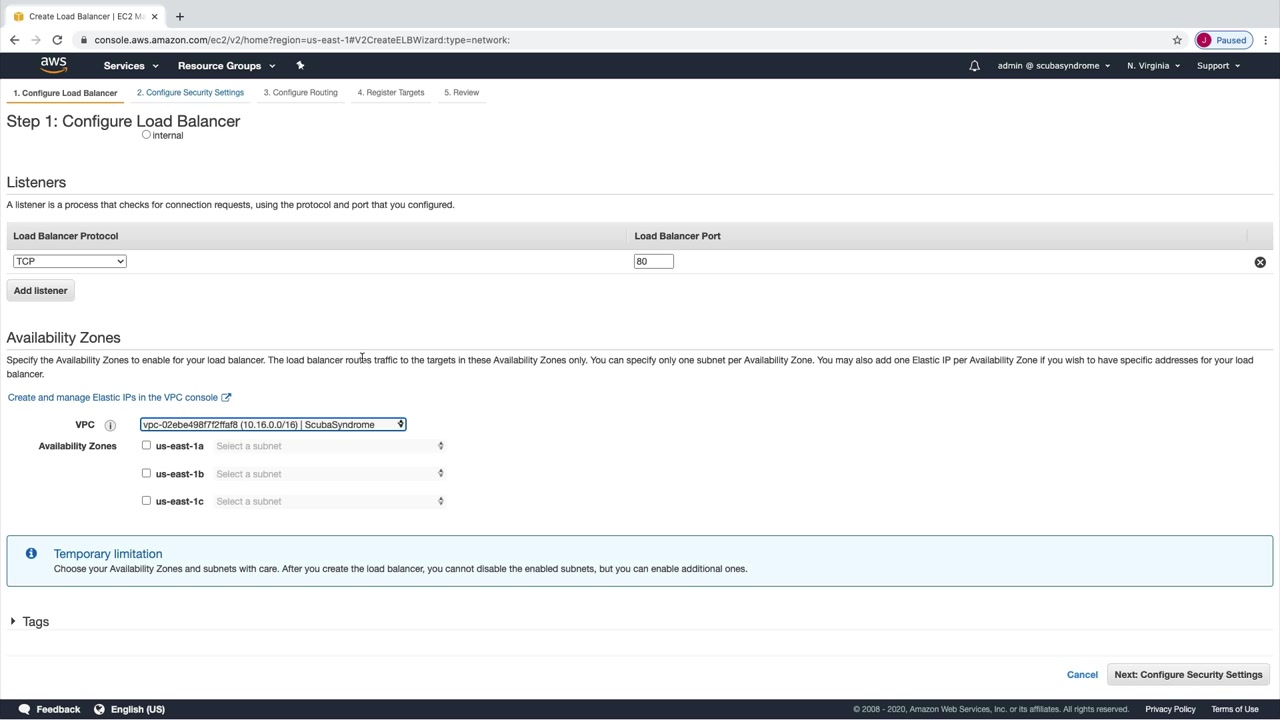 Create Load Balancer | EC2 Ma
console.aws.amazon.com/ec2/v2/home?region=us-east-1#V2CreateELBWizard:type=network:
J Paused
aws Services Resource Groups admin @ scubasyndrome N. Virginia Support
1. Configure Load Balancer 2. Configure Security Settings 3. Configure Routing 4. Register Targets 5. Review
Step 1: Configure Load Balancer
internal
Listeners
A listener is a process that checks for connection requests, using the protocol and port that you configured.
Load Balancer Protocol Load Balancer Port
TCP 80
Add listener
Availability Zones
Specify the Availability Zones to enable for your load balancer. The load balancer routes traffic to the targets in these Availability Zones only. You can specify only one subnet per Availability Zone. You may also add one Elastic IP per Availability Zone if you wish to have specific addresses for your load
balancer.
Create and manage Elastic IPs in the VPC console
VPC vpc-02ebe498f7f2ffaf8 (10.16.0.0/16) | ScubaSyndrome
Availability Zones us-east-1a Select a subnet
us-east-1b Select a subnet
us-east-1c Select a subnet
Temporary limitation
Choose your Availability Zones and subnets with care. After you create the load balancer, you cannot disable the enabled subnets, but you can enable additional ones.
Tags
Cancel Next: Configure Security Settings
Feedback English (US) © 2008 - 2020, Amazon Web Services, Inc. or its affiliates. All rights reserved. Privacy Policy Terms of Use